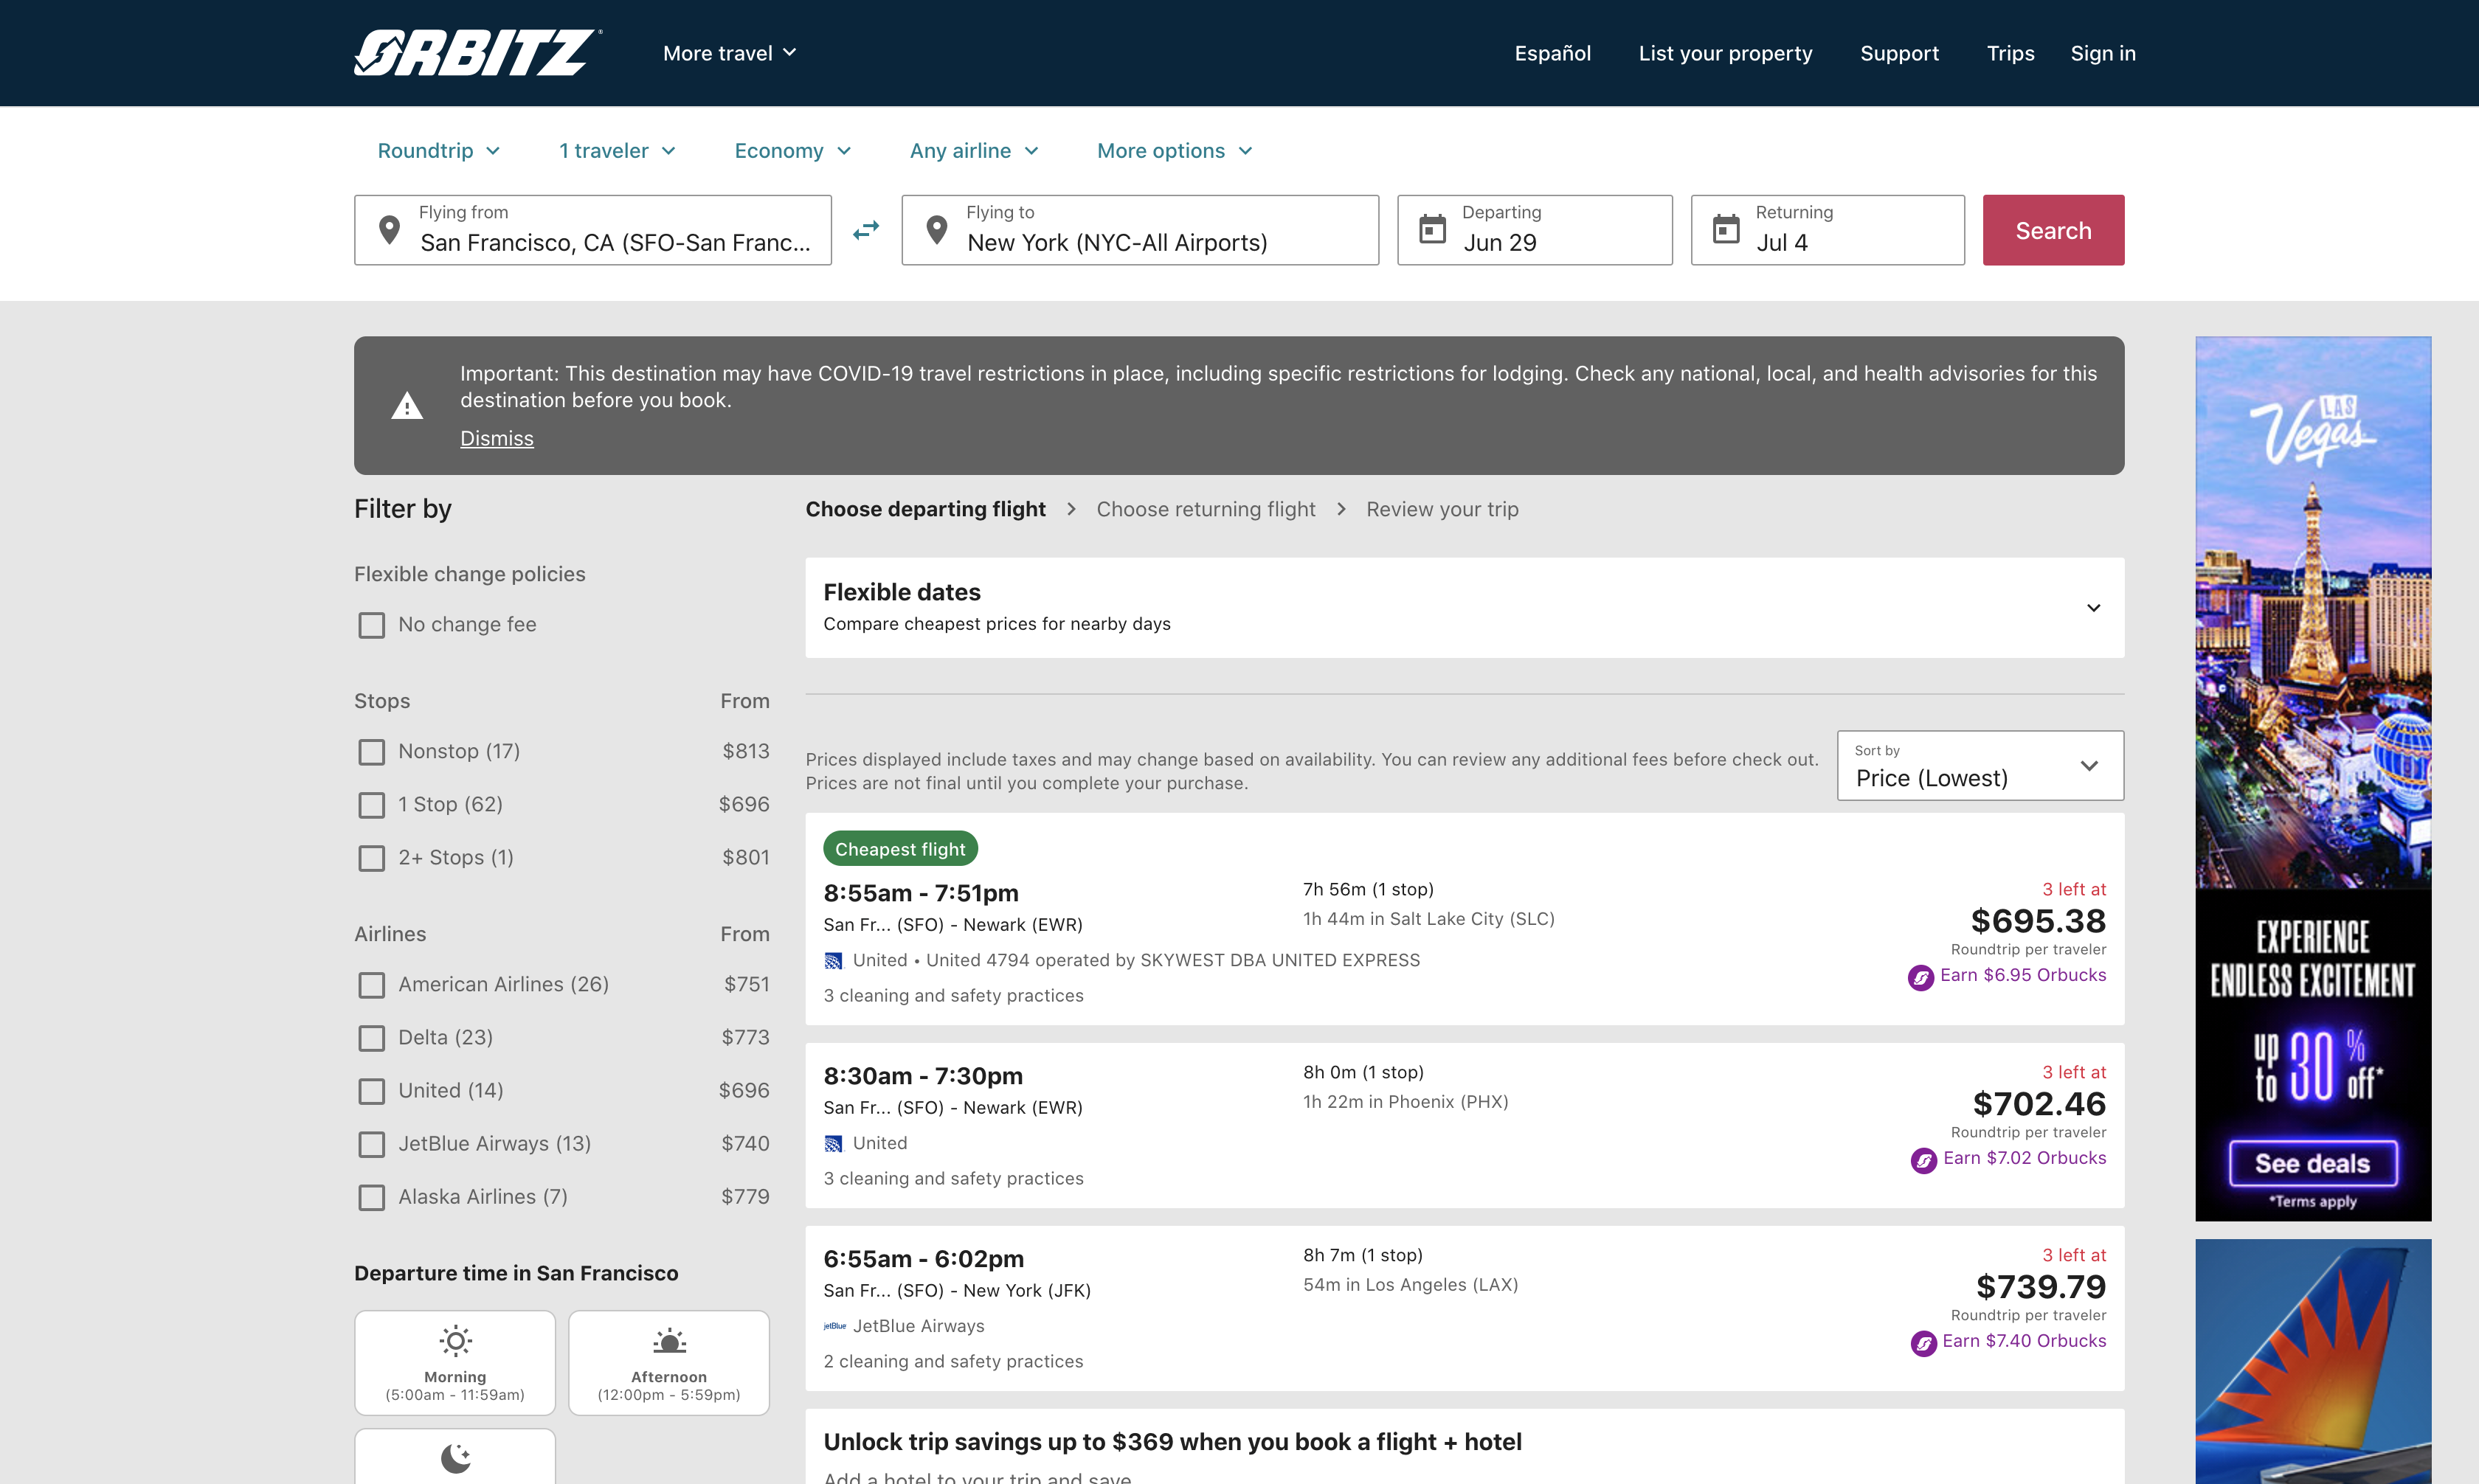 ORBITZ
More travel
Español
List your property
Support
Trips
Sign in
Roundtrip
1 traveler
Economy
Any airline
More options
Flying from
San Francisco, CA (SFO-San Franc...
Flying to
New York (NYC-All Airports)
Departing
Jun 29
Returning
Jul 4
Search
Important: This destination may have COVID-19 travel restrictions in place, including specific restrictions for lodging. Check any national, local, and health advisories for this
destination before you book.
Dismiss
Filter by
Flexible change policies
No change fee
Stops From
Nonstop (17) $813
1 Stop (62) $696
2+ Stops (1) $801
Airlines From
American Airlines (26) $751
Delta (23) $773
United (14) $696
JetBlue Airways (13) $740
Alaska Airlines (7) $779
Departure time in San Francisco
Morning
(5:00am - 11:59am)
Afternoon
(12:00pm - 5:59pm)
Choose departing flight > Choose returning flight > Review your trip
Flexible dates
Compare cheapest prices for nearby days
Prices displayed include taxes and may change based on availability. You can review any additional fees before check out.
Prices are not final until you complete your purchase.
Sort by
Price (Lowest)
Cheapest flight
8:55am - 7:51pm
San Fr... (SFO) - Newark (EWR)
United • United 4794 operated by SKYWEST DBA UNITED EXPRESS
3 cleaning and safety practices
7h 56m (1 stop)
1h 44m in Salt Lake City (SLC)
3 left at
$695.38
Roundtrip per traveler
Earn $6.95 Orbucks
8:30am - 7:30pm
San Fr... (SFO) - Newark (EWR)
United
3 cleaning and safety practices
8h 0m (1 stop)
1h 22m in Phoenix (PHX)
3 left at
$702.46
Roundtrip per traveler
Earn $7.02 Orbucks
6:55am - 6:02pm
San Fr... (SFO) - New York (JFK)
jetBlue JetBlue Airways
2 cleaning and safety practices
8h 7m (1 stop)
54m in Los Angeles (LAX)
3 left at
$739.79
Roundtrip per traveler
Earn $7.40 Orbucks
Unlock trip savings up to $369 when you book a flight + hotel
Add a hotel to your trip and save
LAS
Vegas
EXPERIENCE
ENDLESS EXCITEMENT
up to 30% off*
See deals
*Terms apply